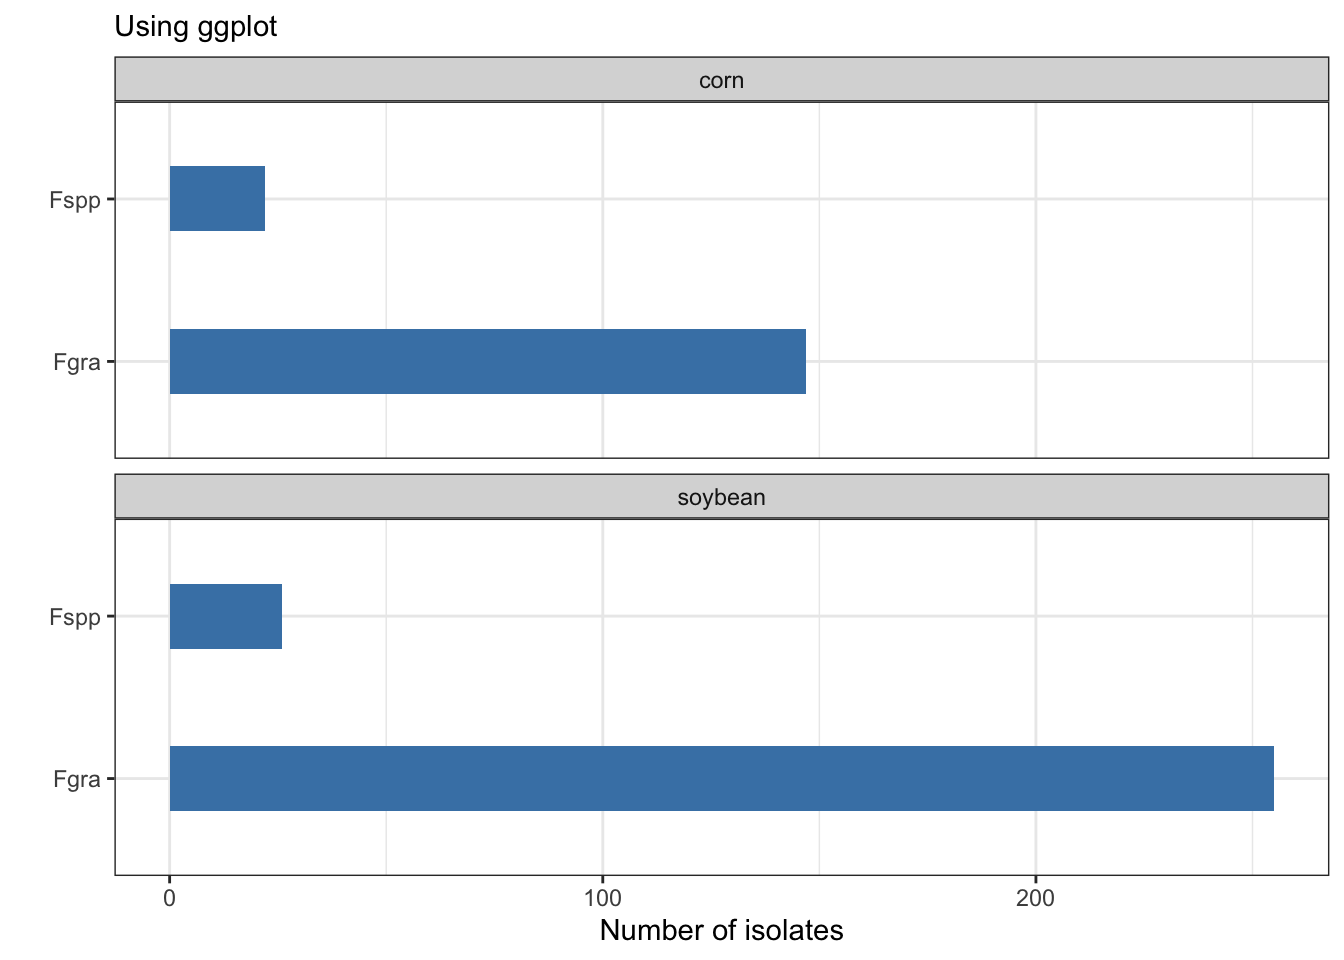 Using ggplot
corn
Fspp
Fgra
soybean
Fspp
Fgra
0 100 200
Number of isolates